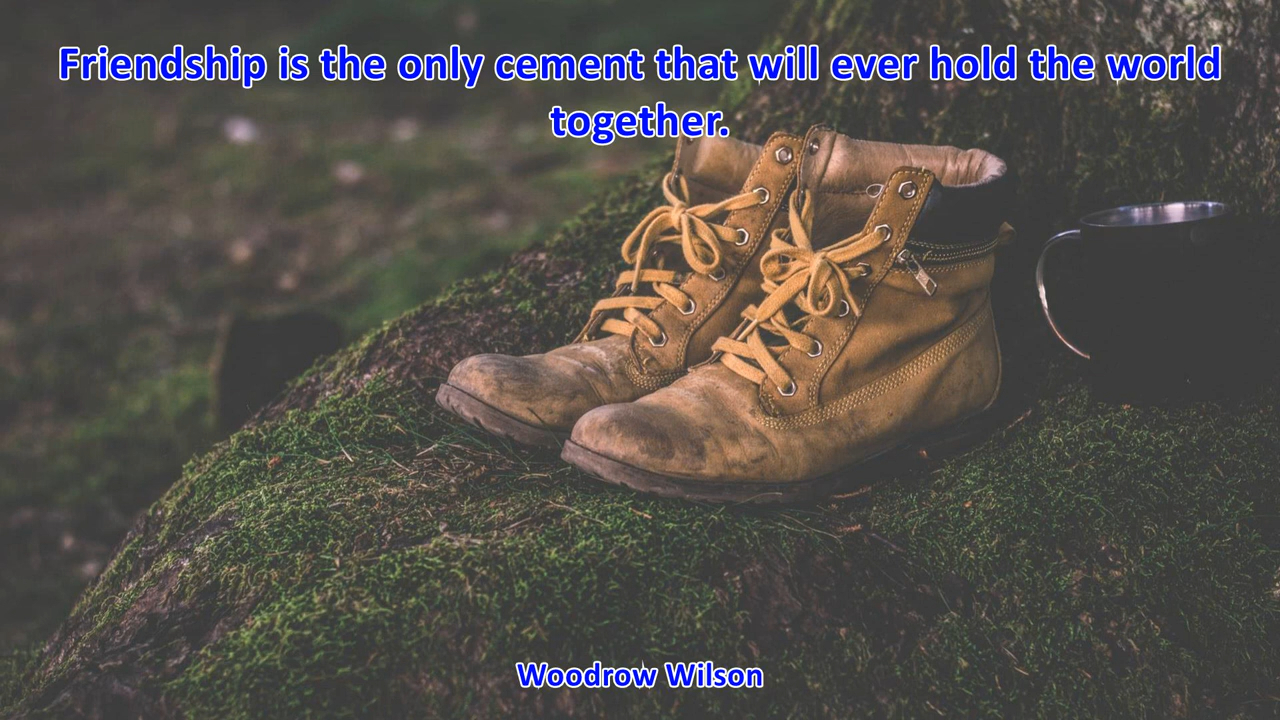 Friendship is the only cement that will ever hold the world
together.
Woodrow Wilson